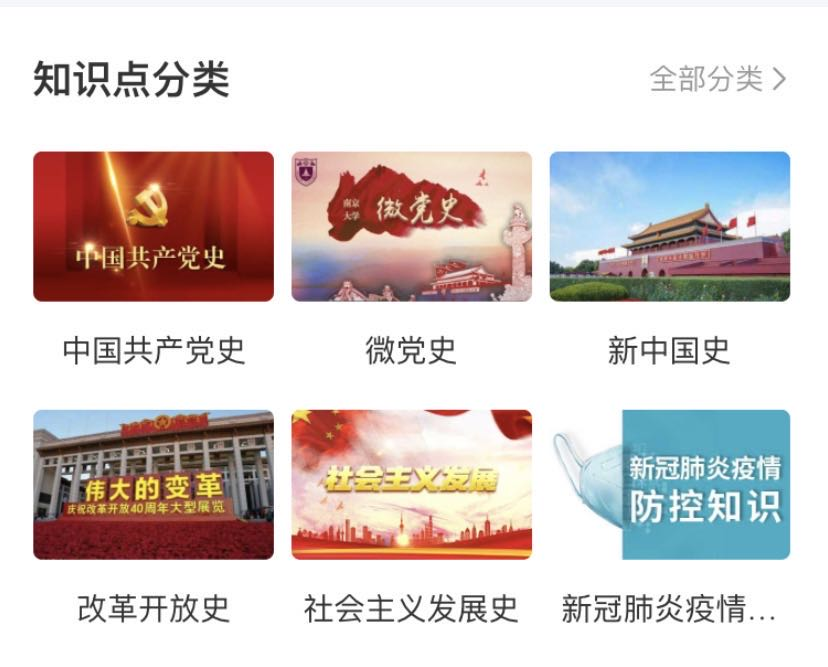 知识点分类
全部分类
中国共产党史
南京
大学
微党史
中国共产党史
微党史
新中国史
伟大的变革
庆祝改革开放40周年大型展览
社会主义发展
新冠肺炎疫情
防控知识
改革开放史
社会主义发展史
新冠肺炎疫情...